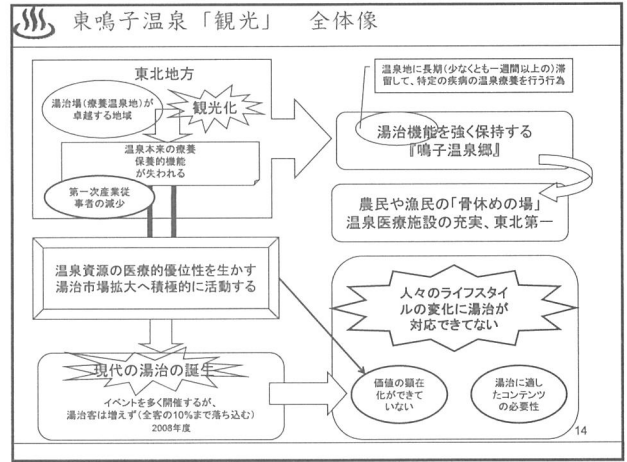 東鳴子温泉「観光」 全体像
東北地方
湯治場(療養温泉地)が
卓越する地域
観光化
温泉本来の療養
保養的機能
が失われる
第一次産業従
事者の減少
温泉地に長期(少なくとも一週間以上の)滞
留して、特定の疾病の温泉療養を行う行為
湯治機能を強く保持する
『鳴子温泉郷』
農民や漁民の「骨休めの場」
温泉医療施設の充実、東北第一
温泉資源の医療的優位性を生かす
湯治市場拡大へ積極的に活動する
現代の湯治の誕生
イベントを多く開催するが、
湯治客は増えず(全客の10%まで落ち込む)
2008年度
人々のライフスタ
イルの変化に湯治が
対応できてない
価値の顕在
化ができて
いない
湯治に適し
たコンテンツ
の必要性
14